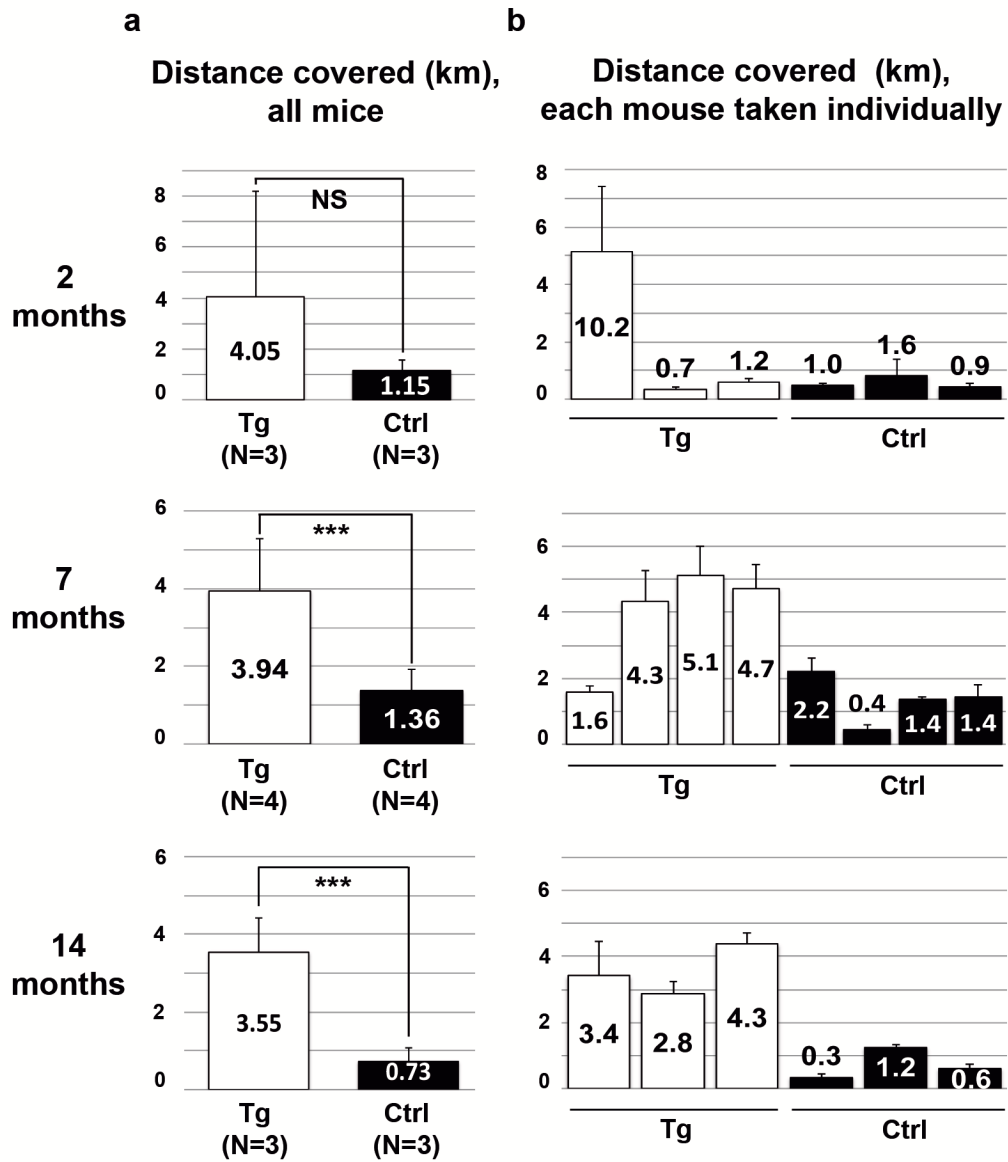 a
b
Distance covered (km),
all mice
Distance covered (km),
each mouse taken individually
2
months
8
6
4
2
0
NS
4.05
1.15
Tg
(N=3)
Ctrl
(N=3)
8
6
4
2
0
10.2
0.7
1.2
1.0
1.6
0.9
Tg
Ctrl
7
months
6
4
2
0
***
3.94
1.36
Tg
(N=4)
Ctrl
(N=4)
6
4
2
0
1.6
4.3
5.1
4.7
2.2
0.4
1.4
1.4
Tg
Ctrl
14
months
6
4
2
0
***
3.55
0.73
Tg
(N=3)
Ctrl
(N=3)
6
4
2
0
3.4
2.8
4.3
0.3
1.2
0.6
Tg
Ctrl